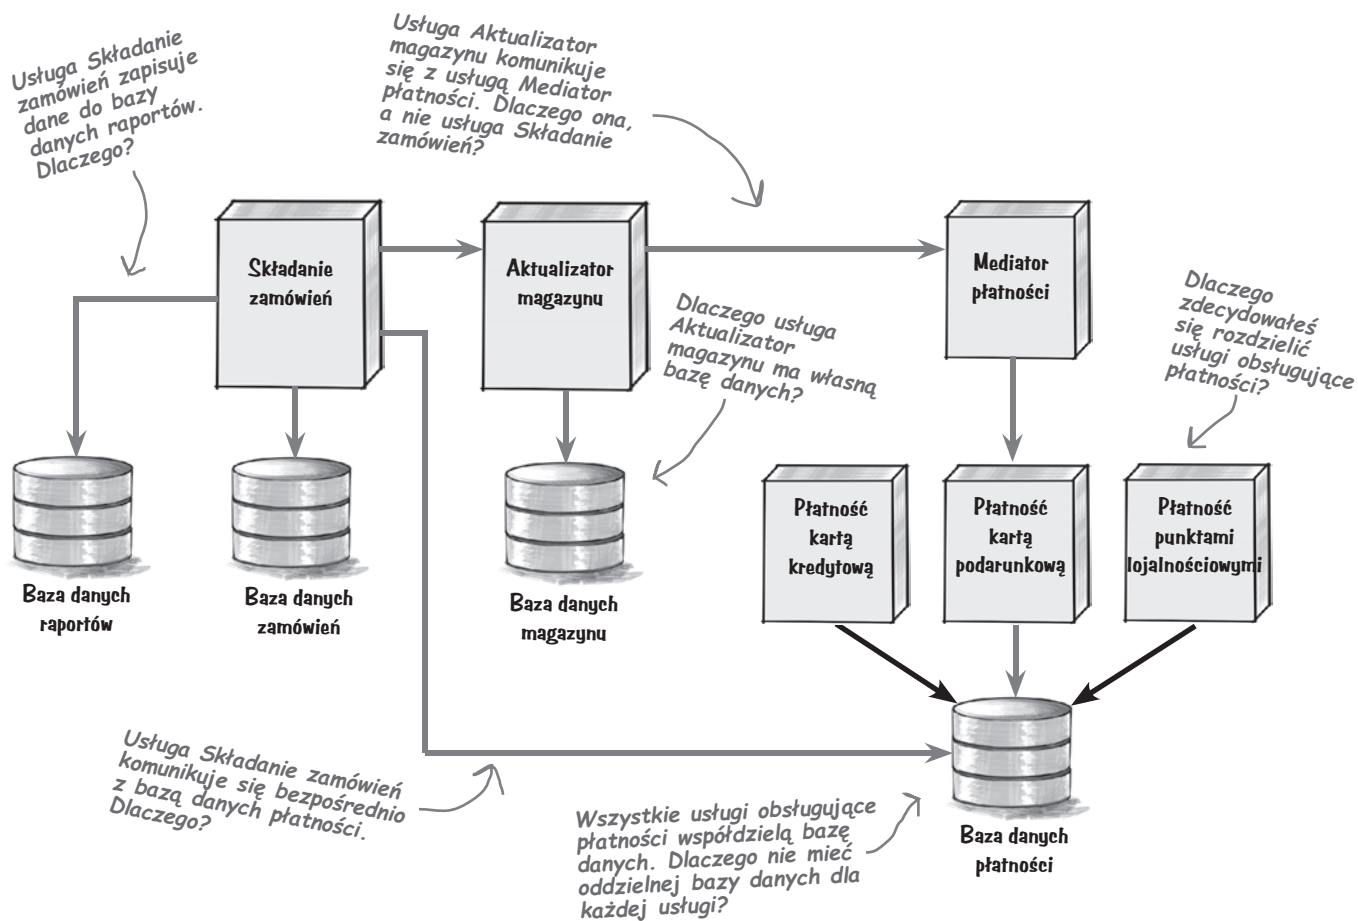 Usługa Składanie
zamówień zapisuje
dane do bazy
danych raportów.
Dlaczego?
Usługa Aktualizator
magazynu komunikuje
się z usługą Mediator
płatności. Dlaczego ona,
a nie usługa Składanie
zamówień?
Składanie
zamówień
Aktualizator
magazynu
Mediator
płatności
Dlaczego usługa
Aktualizator
magazynu ma własną
bazę danych?
Dlaczego
zdecydowałeś
się rozdzielić
usługi obsługujące
płatności?
Płatność
kartą
kredytową
Płatność
kartą
podarunkową
Płatność
punktami
lojalnościowymi
Baza danych
raportów
Baza danych
zamówień
Baza danych
magazynu
Usługa Składanie zamówień
komunikuje się bezpośrednio
z bazą danych płatności.
Dlaczego?
Wszystkie usługi obsługujące
płatności współdzielą bazę
danych. Dlaczego nie mieć
oddzielnej bazy danych dla
każdej usługi?
Baza danych
płatności